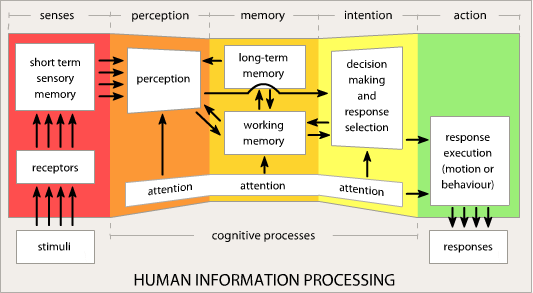 senses
perception
memory
intention
action
short term
sensory
memory
perception
long-term
memory
decision
making
and
response
selection
working
memory
response
execution
(motion or
behaviour)
receptors
attention
attention
attention
stimuli
cognitive processes
responses
HUMAN INFORMATION PROCESSING